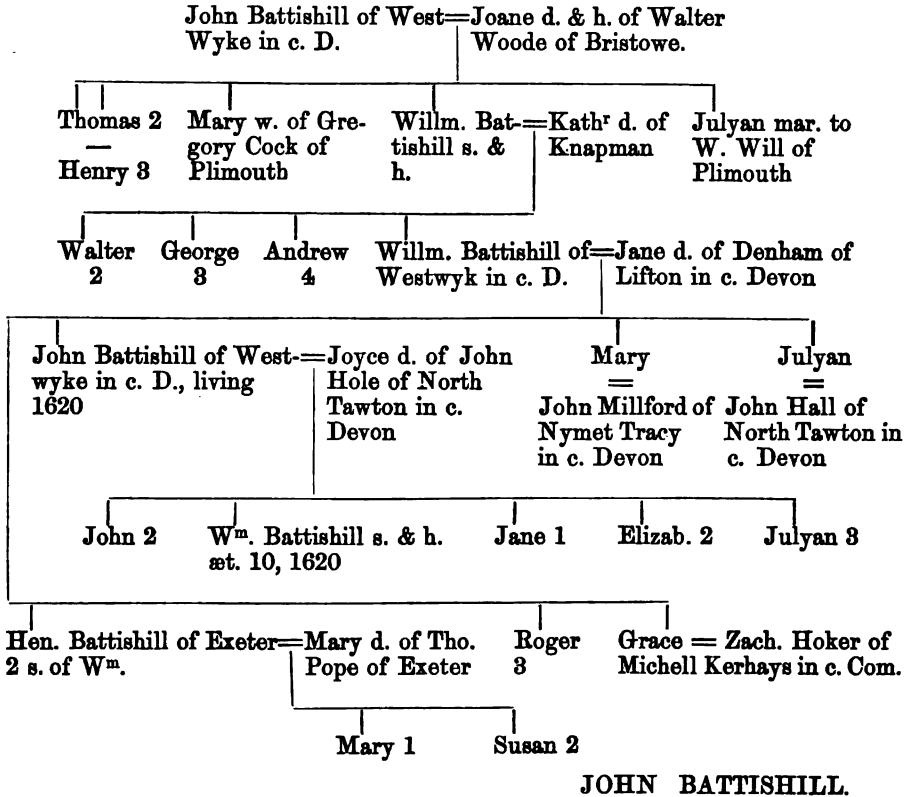 John Battishill of West=Joane d. & h. of Walter
Wyke in c. D. Woode of Bristowe.
Thomas 2
—
Henry 3
Mary w. of Gre-
gory Cock of
Plimouth
Willm. Bat-=Kathʳ d. of
tishill s. & Knapman
h.
Julyan mar. to
W. Will of
Plimouth
Walter
2
George
3
Andrew
4
Willm. Battishill of=Jane d. of Denham of
Westwyk in c. D. Lifton in c. Devon
John Battishill of West-=Joyce d. of John
wyke in c. D., living Hole of North
1620 Tawton in c.
Devon
Mary
=
John Millford of
Nymet Tracy
in c. Devon
Julyan
=
John Hall of
North Tawton in
c. Devon
John 2
Wᵐ. Battishill s. & h.
æt. 10, 1620
Jane 1
Elizab. 2
Julyan 3
Hen. Battishill of Exeter=Mary d. of Tho.
2 s. of Wᵐ. Pope of Exeter
Roger
3
Grace = Zach. Hoker of
Michell Kerhays in c. Com.
Mary 1
Susan 2
JOHN BATTISHILL.